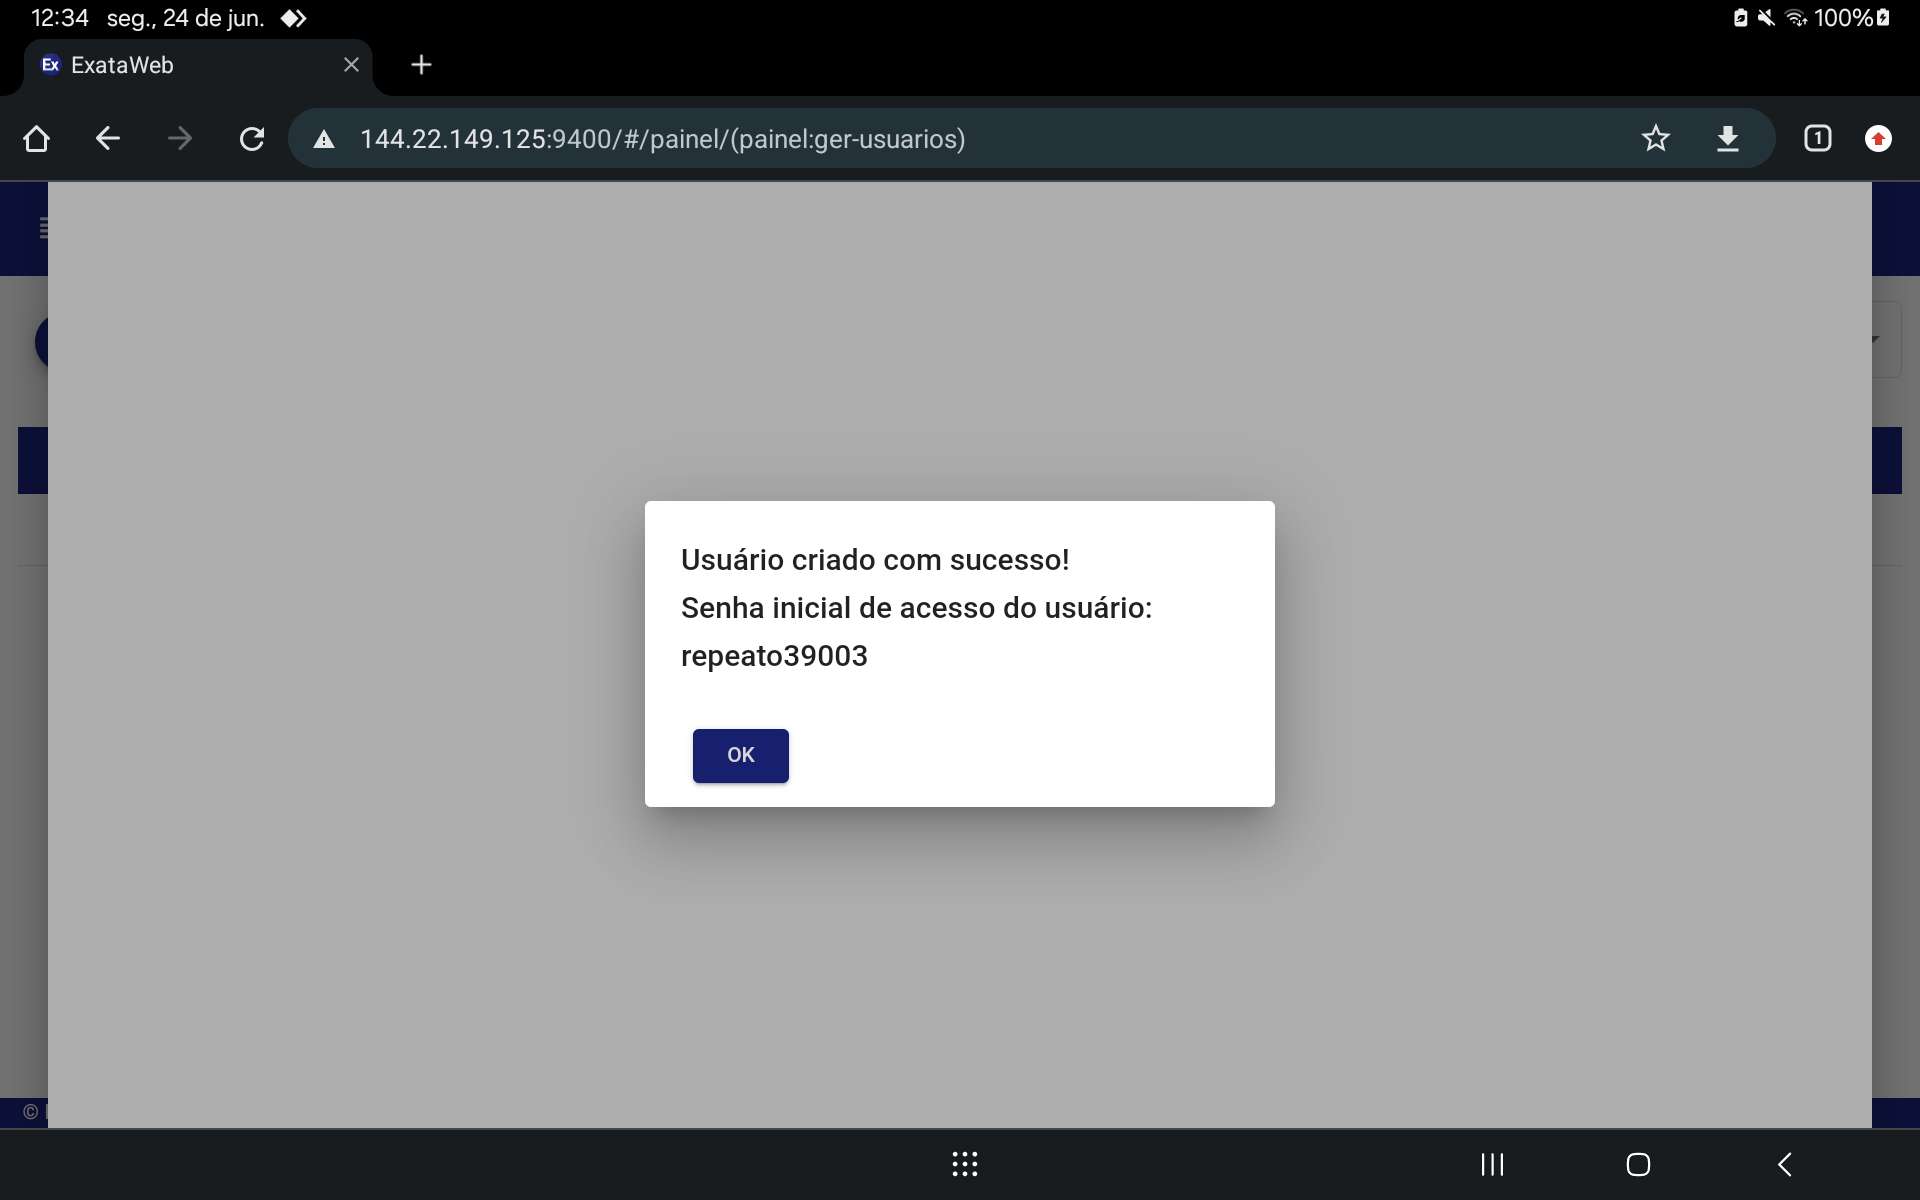 12:34 seg., 24 de jun. 100%
Ex ExataWeb
144.22.149.125:9400/#/painel/(painel:ger-usuarios)
1
Usuário criado com sucesso!
Senha inicial de acesso do usuário:
repeato39003
OK
©